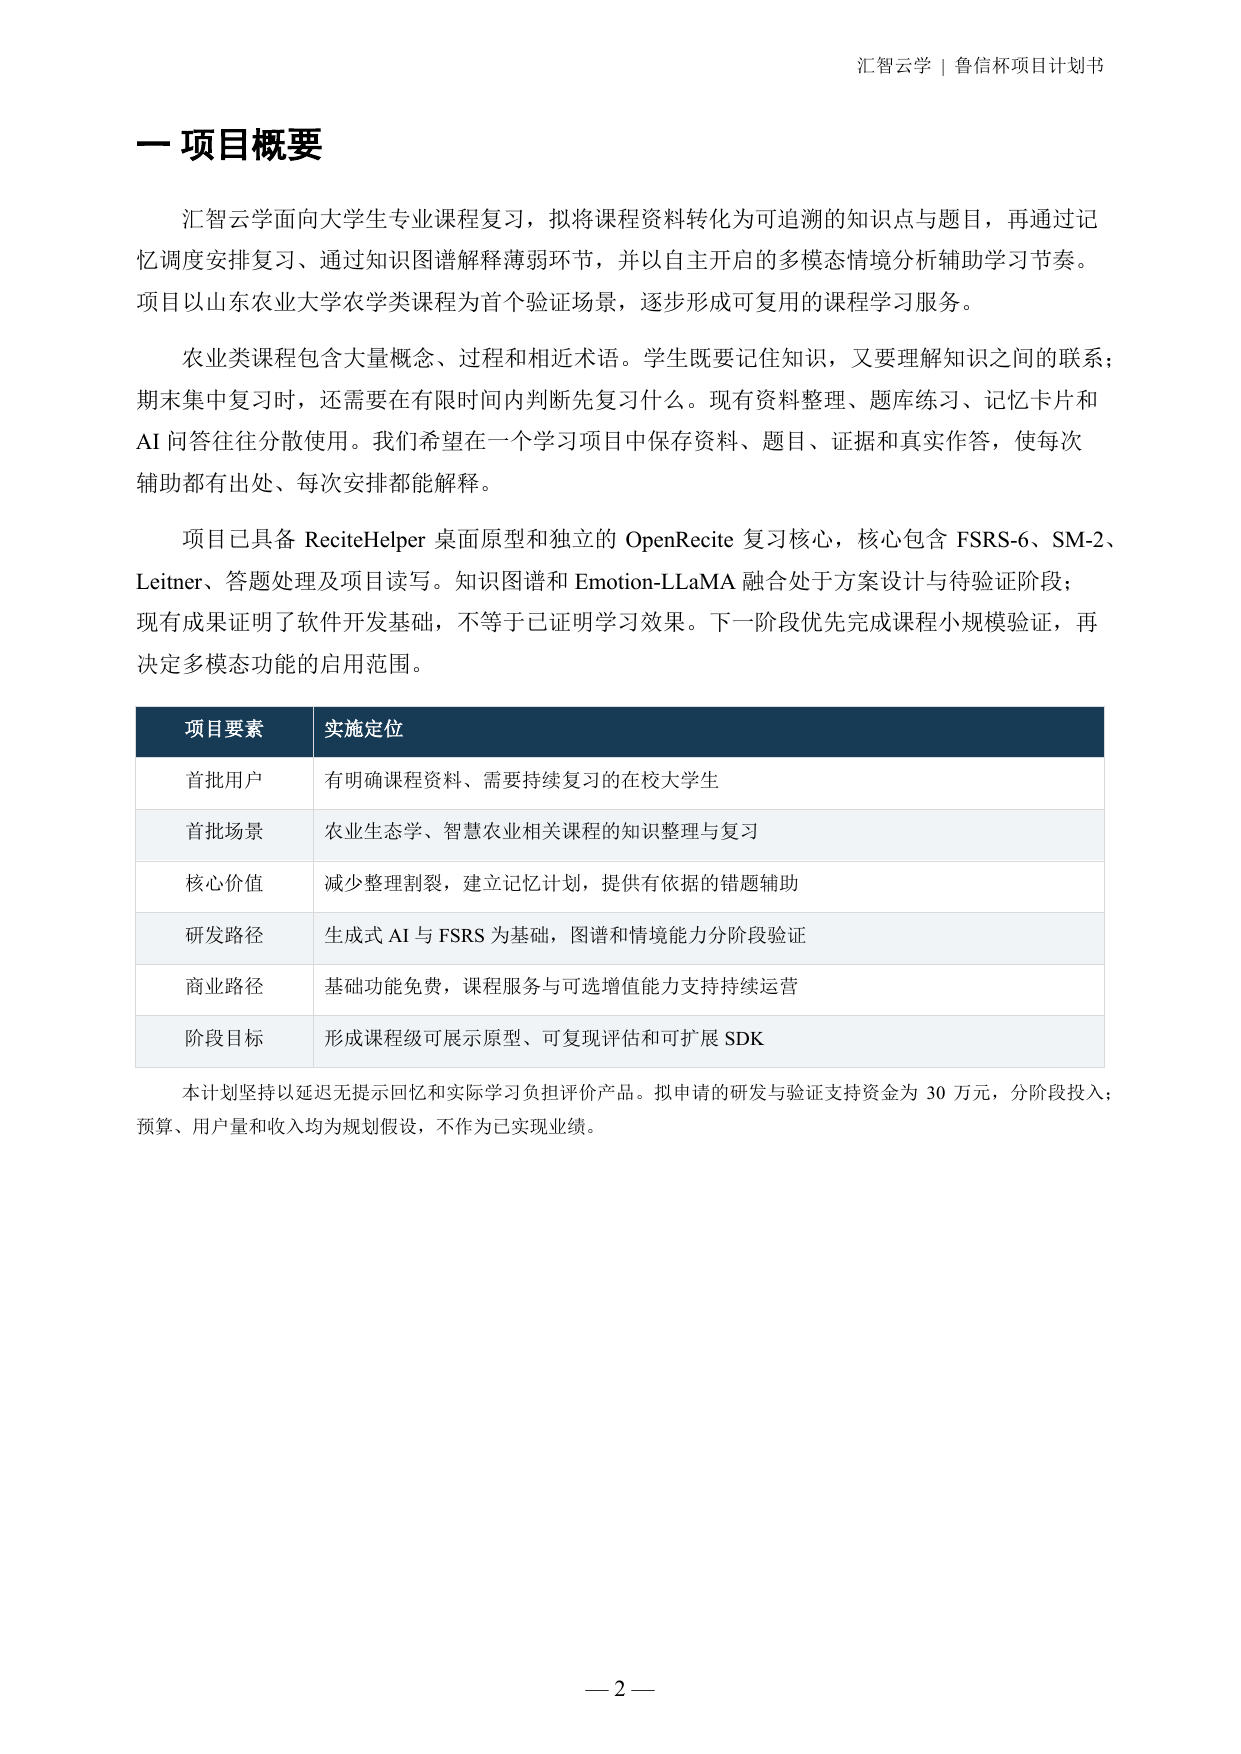 汇智云学 | 鲁信杯项目计划书
一 项目概要
汇智云学面向大学生专业课程复习，拟将课程资料转化为可追溯的知识点与题目，再通过记
忆调度安排复习、通过知识图谱解释薄弱环节，并以自主开启的多模态情境分析辅助学习节奏。
项目以山东农业大学农学类课程为首个验证场景，逐步形成可复用的课程学习服务。
农业类课程包含大量概念、过程和相近术语。学生既要记住知识，又要理解知识之间的联系；
期末集中复习时，还需要在有限时间内判断先复习什么。现有资料整理、题库练习、记忆卡片和
AI 问答往往分散使用。我们希望在一个学习项目中保存资料、题目、证据和真实作答，使每次
辅助都有出处、每次安排都能解释。
项目已具备 ReciteHelper 桌面原型和独立的 OpenRecite 复习核心，核心包含 FSRS-6、SM-2、
Leitner、答题处理及项目读写。知识图谱和 Emotion-LLaMA 融合处于方案设计与待验证阶段；
现有成果证明了软件开发基础，不等于已证明学习效果。下一阶段优先完成课程小规模验证，再
决定多模态功能的启用范围。
项目要素 实施定位
首批用户 有明确课程资料、需要持续复习的在校大学生
首批场景 农业生态学、智慧农业相关课程的知识整理与复习
核心价值 减少整理割裂，建立记忆计划，提供有依据的错题辅助
研发路径 生成式 AI 与 FSRS 为基础，图谱和情境能力分阶段验证
商业路径 基础功能免费，课程服务与可选增值能力支持持续运营
阶段目标 形成课程级可展示原型、可复现评估和可扩展 SDK
本计划坚持以延迟无提示回忆和实际学习负担评价产品。拟申请的研发与验证支持资金为 30 万元，分阶段投入；
预算、用户量和收入均为规划假设，不作为已实现业绩。
— 2 —